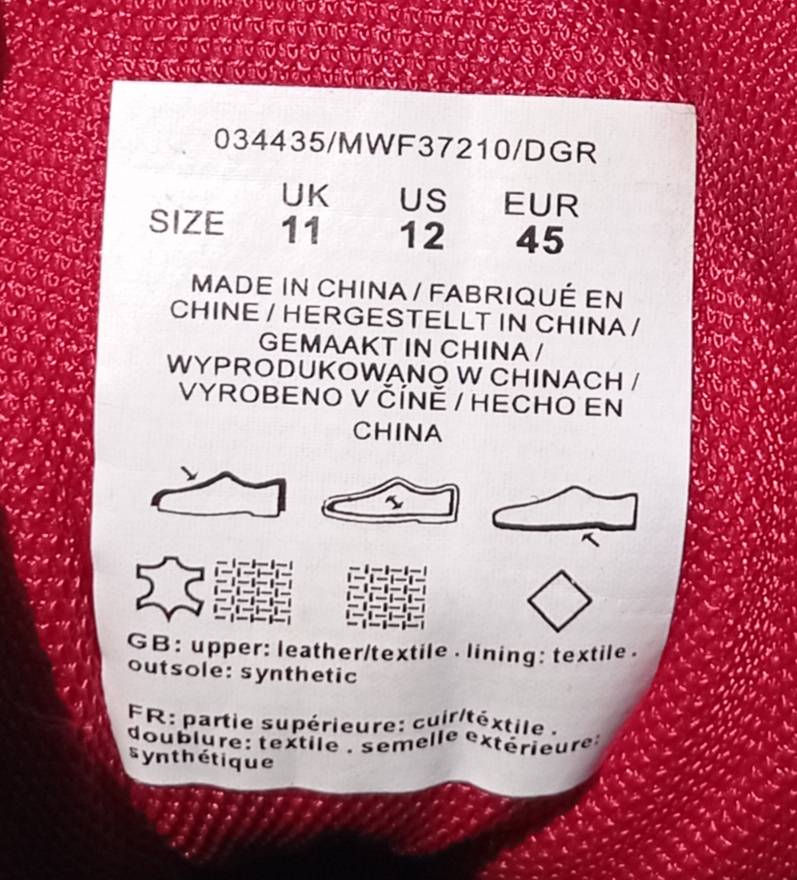 034435/MWF37210/DGR
UK US EUR
SIZE 11 12 45
MADE IN CHINA / FABRIQUÉ EN
CHINE / HERGESTELLT IN CHINA /
GEMAAKT IN CHINA /
WYPRODUKOWANO W CHINACH /
VYROBENO V ČÍNĚ / HECHO EN
CHINA
GB: upper: leather/textile . lining: textile .
outsole: synthetic
FR: partie supérieure: cuir/téxtile .
doublure: textile . semelle extérieure:
synthétique